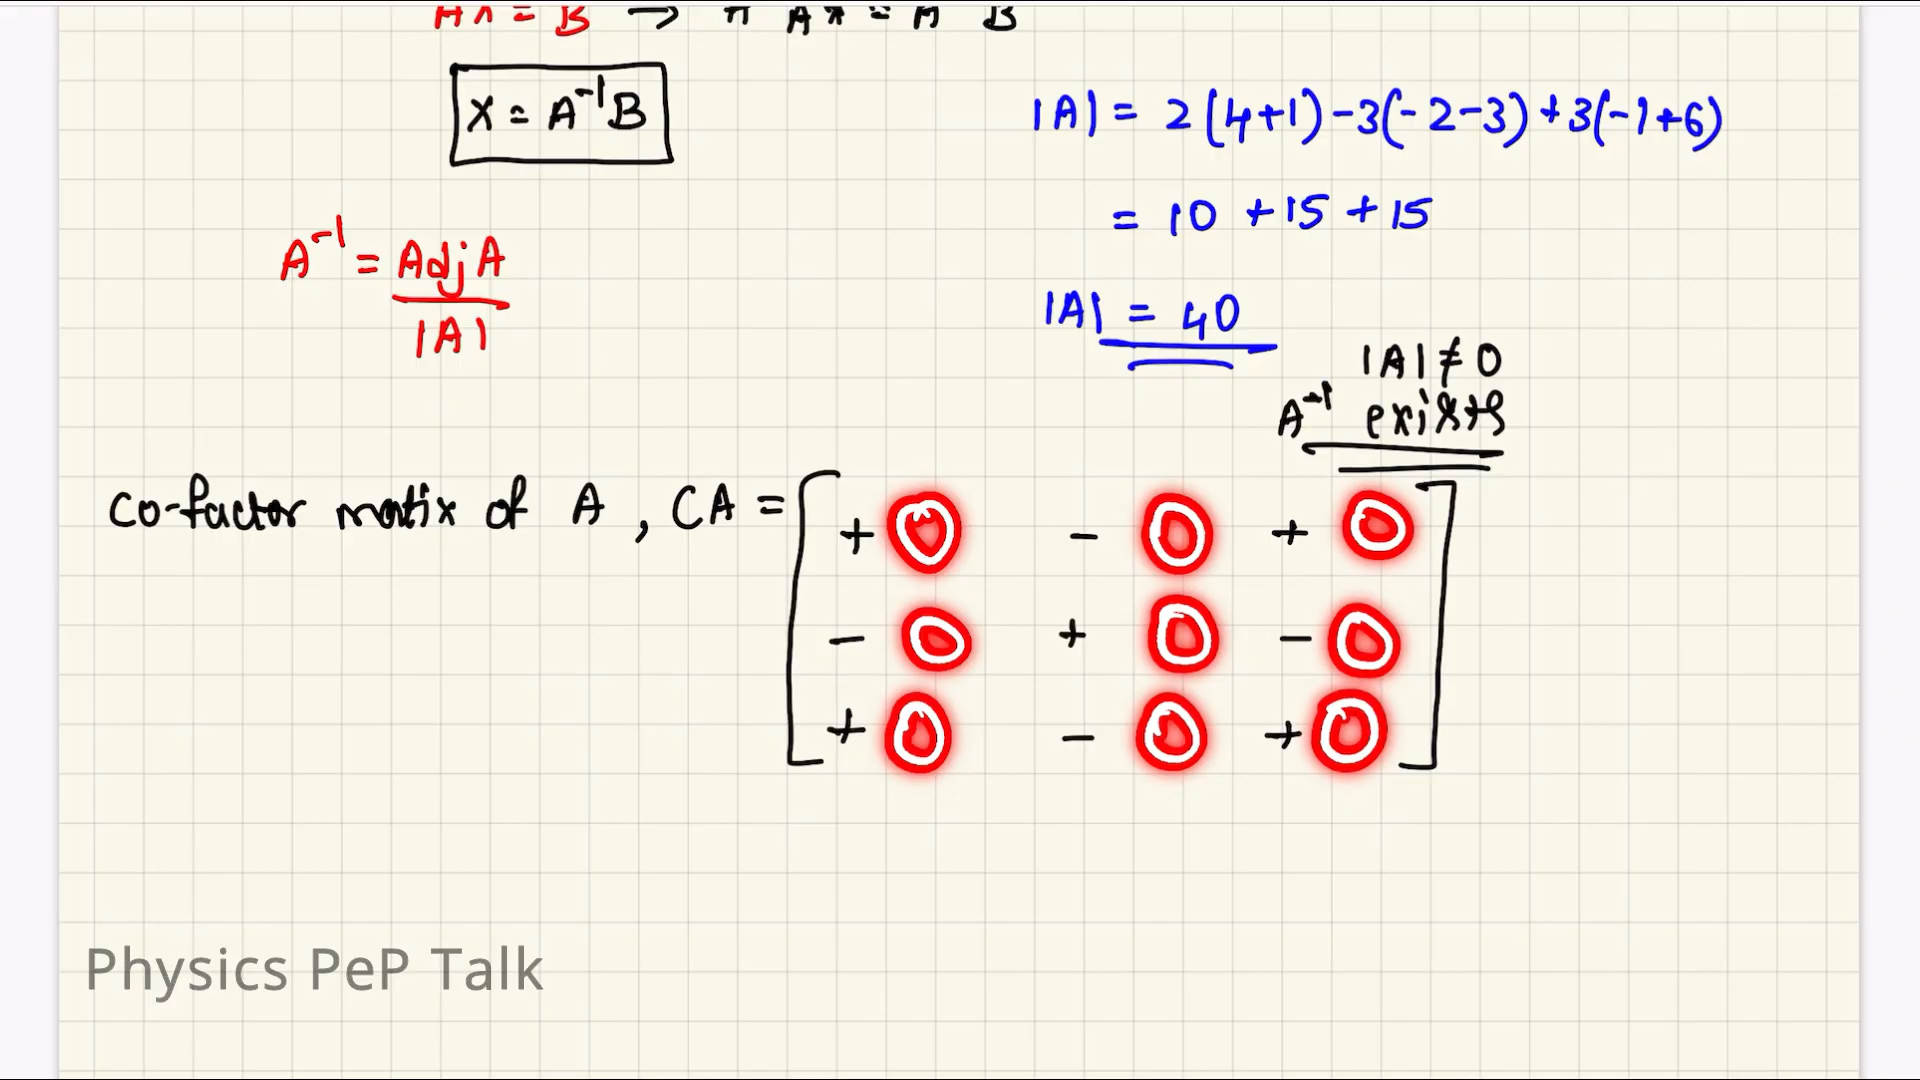 X = A⁻¹B
|A| = 2(4+1)-3(-2-3)+3(-1+6)
= 10 +15 +15
A⁻¹ = Adj A
|A|
|A| = 40
|A| ≠ 0
A⁻¹ exists
co-factor matix of A , CA =
+ - +
- + -
+ - +
Physics PeP Talk